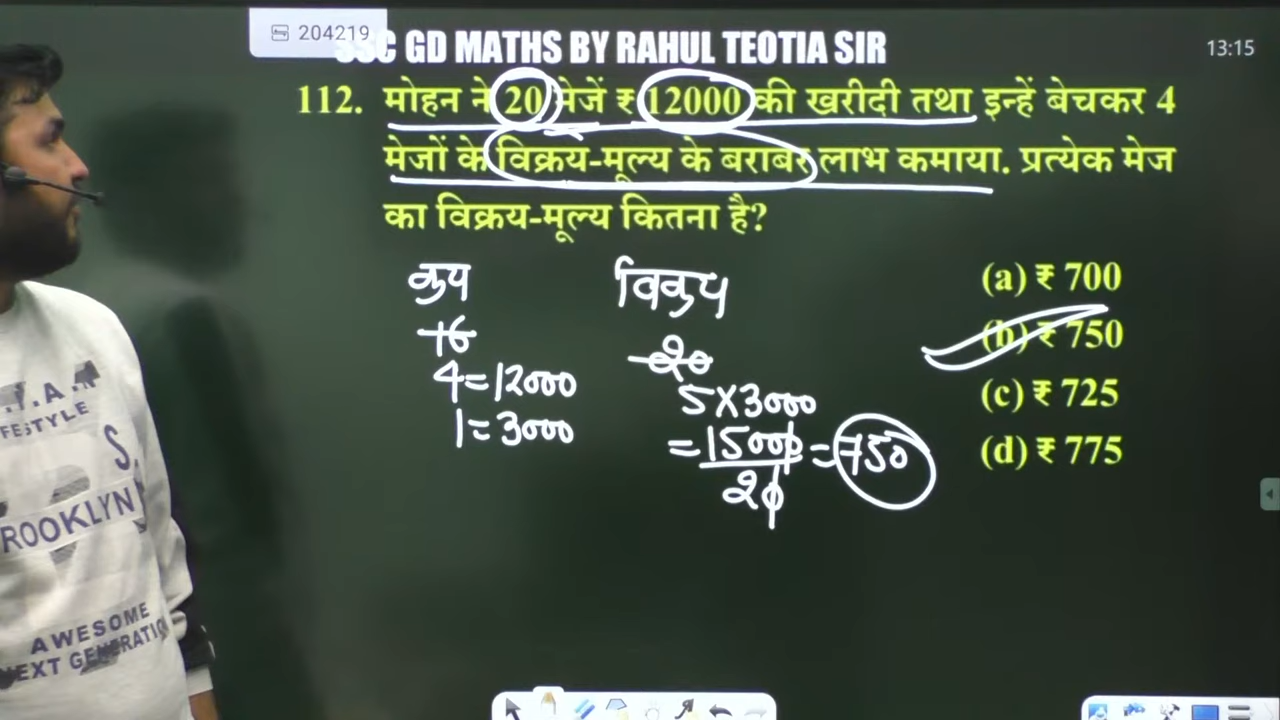 204219
SSC GD MATHS BY RAHUL TEOTIA SIR
13:15
112. मोहन ने 20 मेजें ₹ 12000 की खरीदी तथा इन्हें बेचकर 4
मेजों के विक्रय-मूल्य के बराबर लाभ कमाया. प्रत्येक मेज
का विक्रय-मूल्य कितना है?
(a) ₹ 700
(b) ₹ 750
(c) ₹ 725
(d) ₹ 775
क्रय
16
4=12000
1=3000
विक्रय
20
5×3000
=15000
20
=750
LIFESTYLE
S.
BROOKLYN
AWESOME
NEXT GENERATION